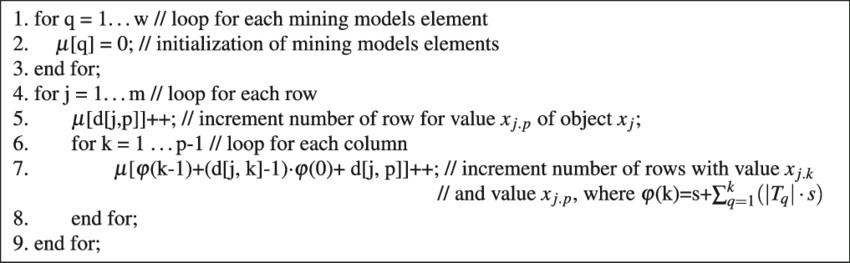 1. for q = 1…w // loop for each mining models element
2. μ[q] = 0; // initialization of mining models elements
3. end for;
4. for j = 1…m // loop for each row
5. μ[d[j,p]]++; // increment number of row for value x_{j.p} of object x_j;
6. for k = 1 …p-1 // loop for each column
7. μ[φ(k-1)+(d[j, k]-1)·φ(0)+ d[j, p]]++; // increment number of rows with value x_{j.k}
// and value x_{j.p}, where φ(k)=s+∑_{q=1}^{k}(|T_q| · s)
8. end for;
9. end for;